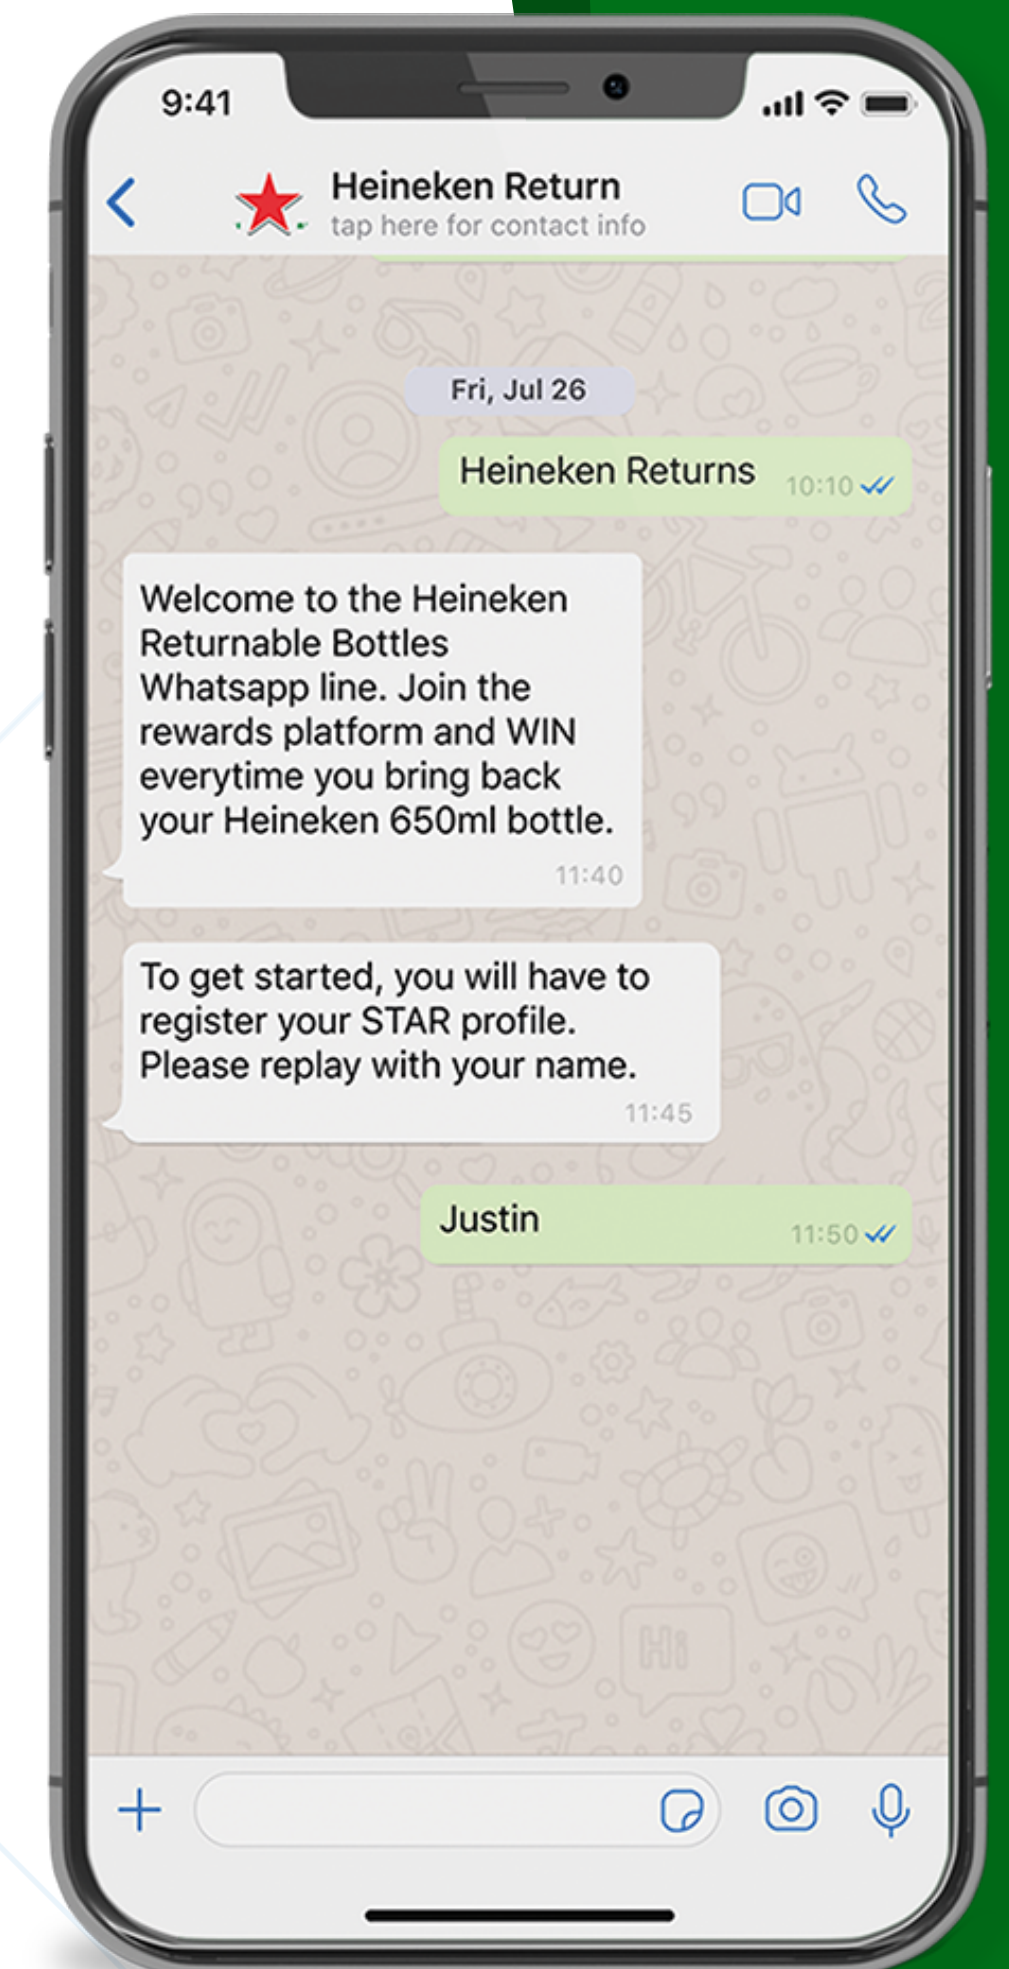 9:41
Heineken Return
tap here for contact info
Fri, Jul 26
Heineken Returns 10:10
Welcome to the Heineken
Returnable Bottles
Whatsapp line. Join the
rewards platform and WIN
everytime you bring back
your Heineken 650ml bottle.
11:40
To get started, you will have to
register your STAR profile.
Please replay with your name.
11:45
Justin 11:50
Hi